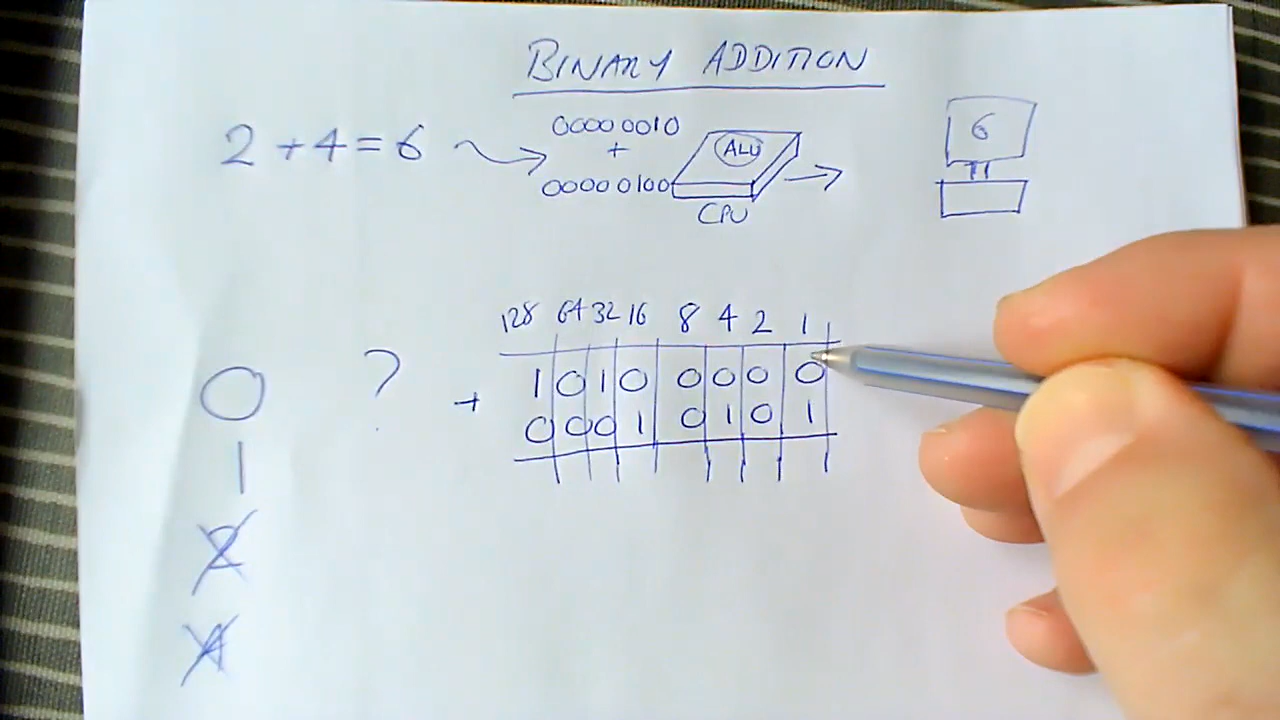 BINARY ADDITION
2 + 4 = 6
00000010
+
00000100
ALU
CPU
6
128 64 32 16 8 4 2 1
1 0 1 0 0 0 0 0
+ 0 0 0 1 0 1 0 1
?
0
1
2
4